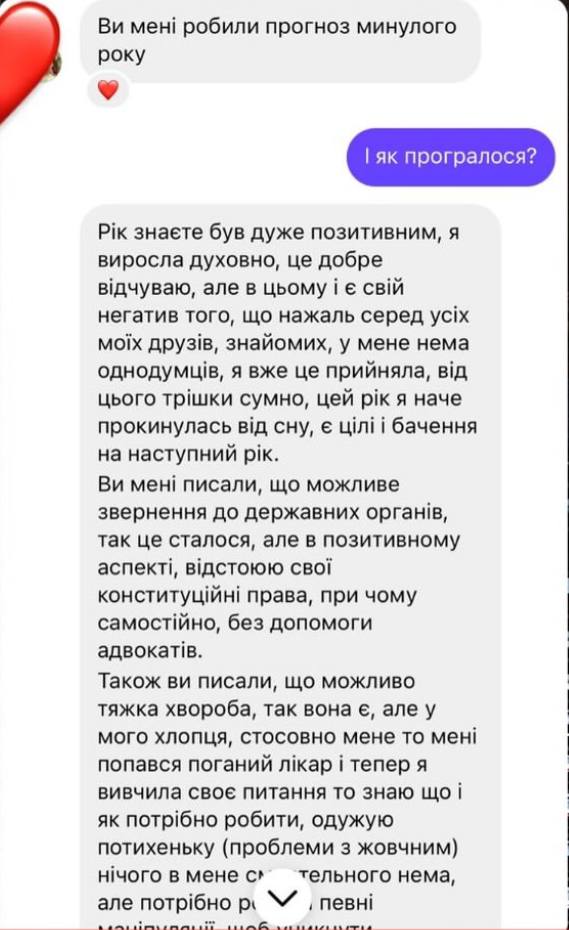 Ви мені робили прогноз минулого
року
І як програлося?
Рік знаєте був дуже позитивним, я
виросла духовно, це добре
відчуваю, але в цьому і є свій
негатив того, що нажаль серед усіх
моїх друзів, знайомих, у мене нема
однодумців, я вже це прийняла, від
цього трішки сумно, цей рік я наче
прокинулась від сну, є цілі і бачення
на наступний рік.
Ви мені писали, що можливе
звернення до державних органів,
так це сталося, але в позитивному
аспекті, відстоюю свої
конституційні права, при чому
самостійно, без допомоги
адвокатів.
Також ви писали, що можливо
тяжка хвороба, так вона є, але у
мого хлопця, стосовно мене то мені
попався поганий лікар і тепер я
вивчила своє питання то знаю що і
як потрібно робити, одужую
потихеньку (проблеми з жовчним)
нічого в мене нема,
але потрібно певні
маніпуляції, щоб уникнути